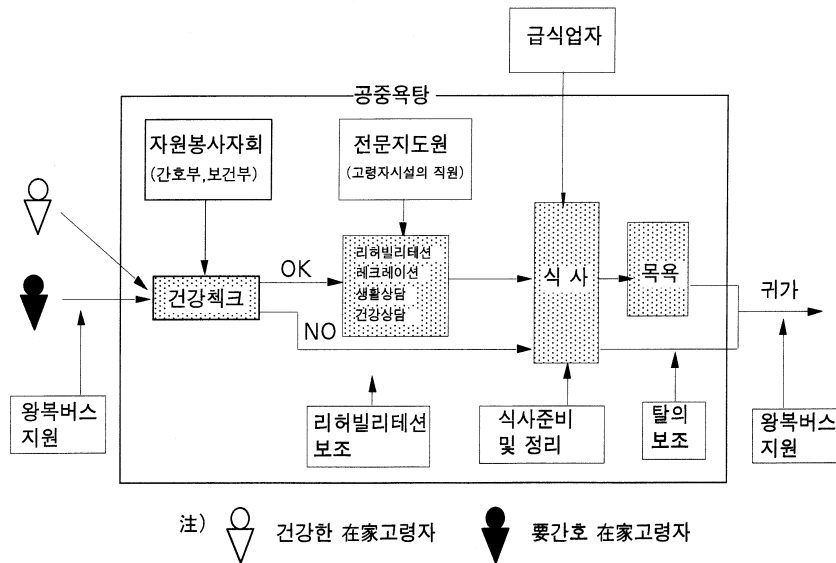 급식업자
공중욕탕
자원봉사자회
(간호부,보건부)
전문지도원
(고령자시설의 직원)
리허빌리테션
레크레이션
생활상담
건강상담
식 사
목욕
건강첵크
OK
NO
귀가
왕복버스
지원
리허빌리테션
보조
식사준비
및 정리
탈의
보조
왕복버스
지원
注)
건강한 在家고령자
要간호 在家고령자